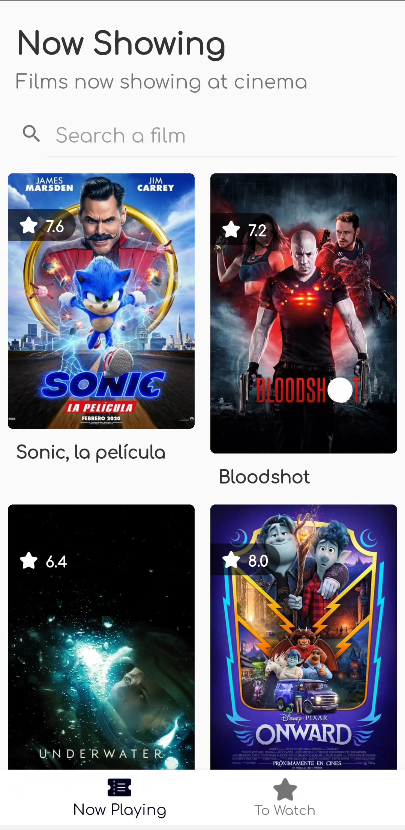 Now Showing
Films now showing at cinema
Search a film
JAMES MARSDEN
JIM CARREY
7.6
SONIC
LA PELÍCULA
FEBRERO 2020
Sonic, la película
7.2
BLOODSH T
Bloodshot
6.4
UNDERWATER
8.0
Disney PIXAR
ONWARD
PRÓXIMAMENTE EN CINES
Now Playing
To Watch